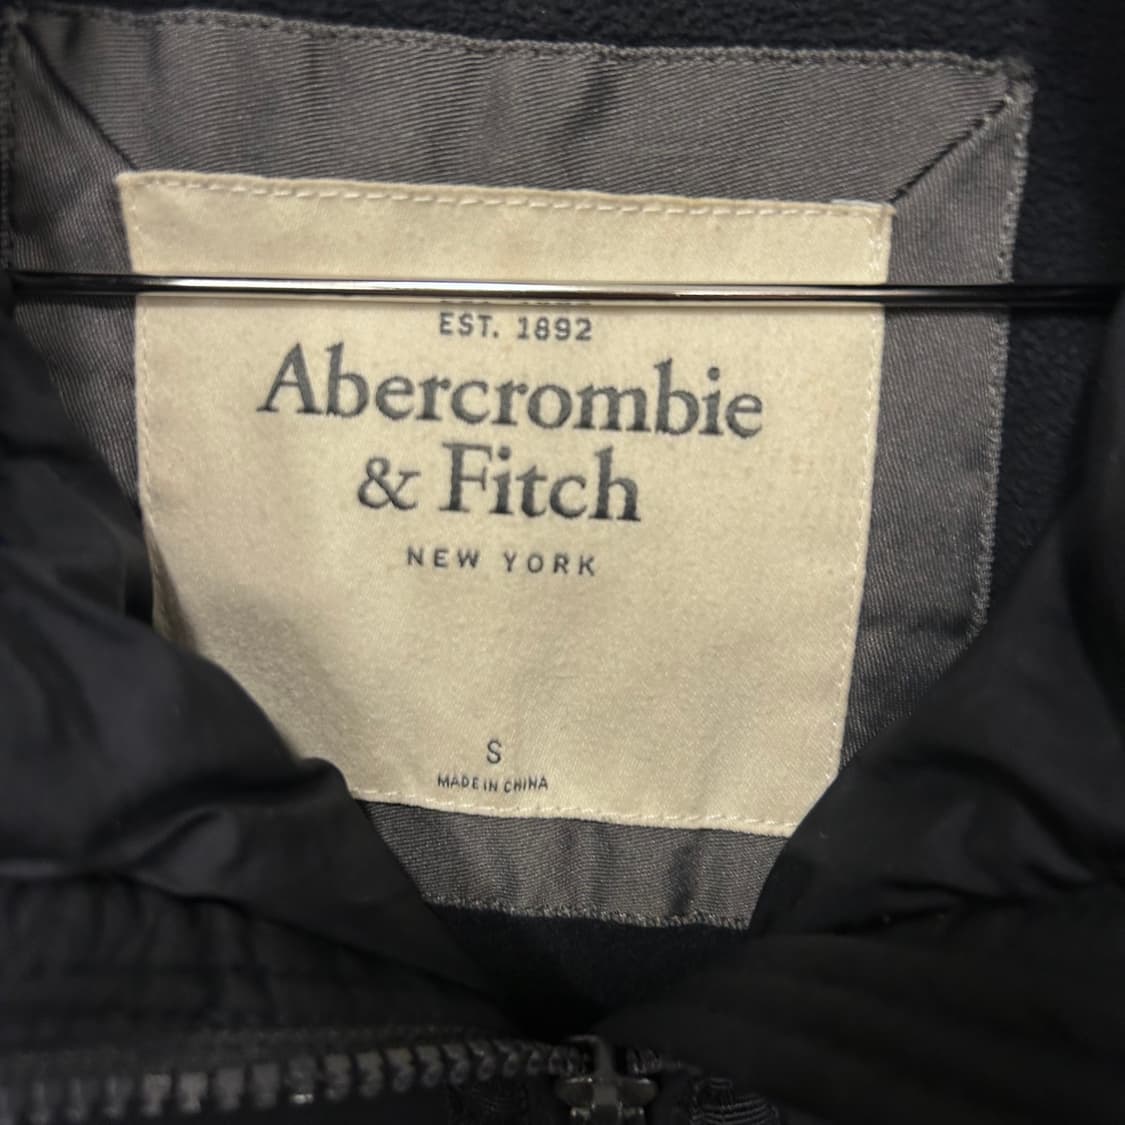 EST. 1892
Abercrombie
& Fitch
NEW YORK
S
MADE IN CHINA